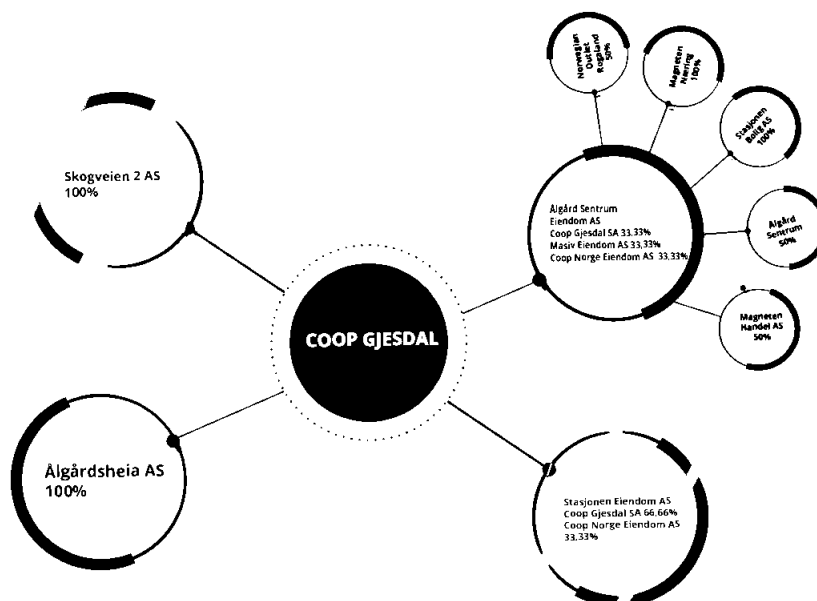 Norwegian
Outlet
Rogaland
50%
Magneten
Næring
100%
Stasjonen
Bolig AS
100%
Ålgård
Sentrum
50%
Magneten
Handel AS
50%
Skogveien 2 AS
100%
Ålgård Sentrum
Eiendom AS
Coop Gjesdal SA 33,33%
Masiv Eiendom AS 33,33%
Coop Norge Eiendom AS 33,33%
COOP GJESDAL
Ålgårdsheia AS
100%
Stasjonen Eiendom AS
Coop Gjesdal SA 66,66%
Coop Norge Eiendom AS
33,33%